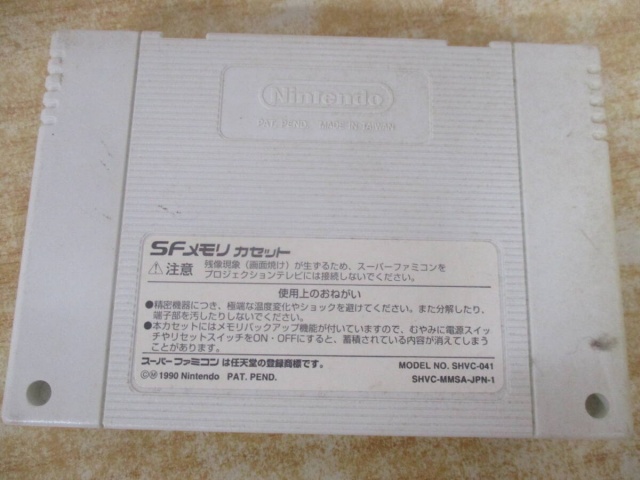 Nintendo
PAT. PEND. MADE IN JAPAN
SFメモリ カセット
⚠注意 残像現象(画面焼け)が生ずるため、スーパーファミコンを
プロジェクションテレビには接続しないでください。
使用上のおねがい
●精密機器につき、極端な温度変化やショックを避けてください。また分解したり、
端子部を汚したりしないでください。
●本カセットにはメモリバックアップ機能が付いていますので、むやみに電源スイッ
チやリセットスイッチをON・OFFにすると、蓄積されている内容が消えてしまう
ことがあります。
スーパーファミコンは任天堂の登録商標です。
MODEL NO. SHVC-041
©Ⓜ1990 Nintendo PAT. PEND.
SHVC-MMSA-JPN-1